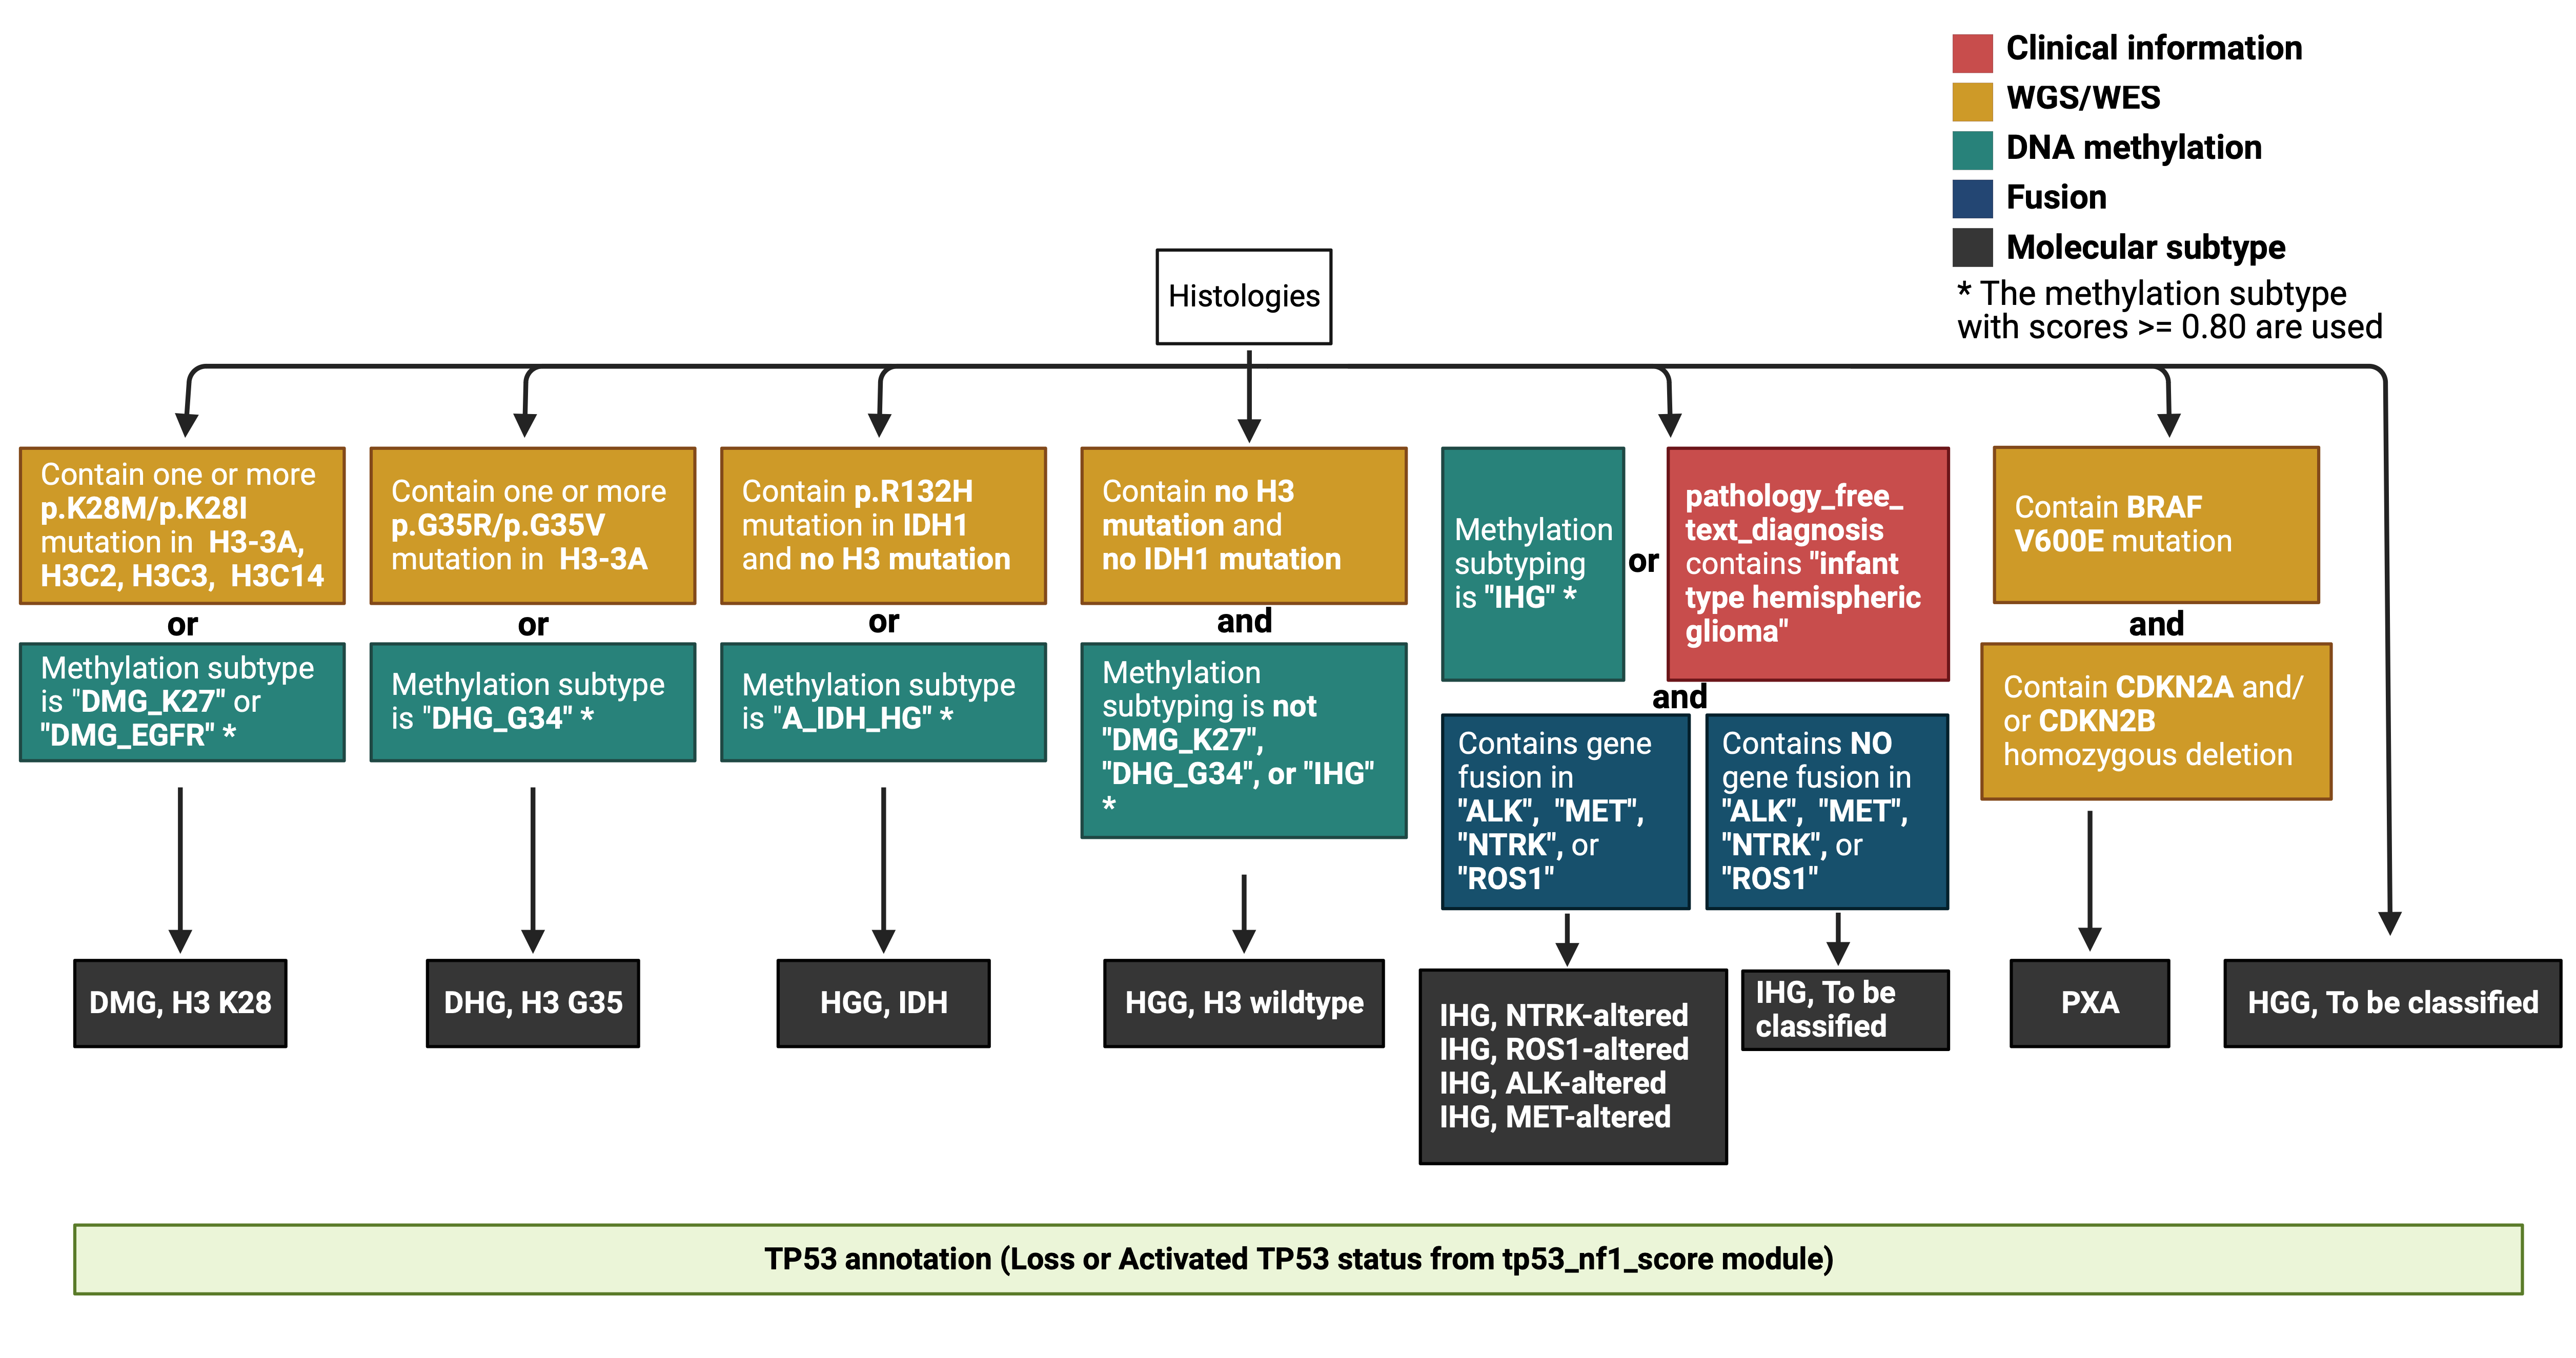 Clinical information
WGS/WES
DNA methylation
Fusion
Molecular subtype
* The methylation subtype
with scores >= 0.80 are used
Histologies
Contain one or more
p.K28M/p.K28I
mutation in H3-3A,
H3C2, H3C3, H3C14
or
Methylation subtype
is "DMG_K27" or
"DMG_EGFR" *
DMG, H3 K28
Contain one or more
p.G35R/p.G35V
mutation in H3-3A
or
Methylation subtype
is "DHG_G34" *
DHG, H3 G35
Contain p.R132H
mutation in IDH1
and no H3 mutation
or
Methylation subtype
is "A_IDH_HG" *
HGG, IDH
Contain no H3
mutation and
no IDH1 mutation
and
Methylation
subtyping is not
"DMG_K27",
"DHG_G34", or "IHG"
*
HGG, H3 wildtype
Methylation
subtyping
is "IHG" *
or
pathology_free_
text_diagnosis
contains "infant
type hemispheric
glioma"
and
Contains gene
fusion in
"ALK", "MET",
"NTRK", or
"ROS1"
IHG, NTRK-altered
IHG, ROS1-altered
IHG, ALK-altered
IHG, MET-altered
Contains NO
gene fusion in
"ALK", "MET",
"NTRK", or
"ROS1"
IHG, To be
classified
Contain BRAF
V600E mutation
and
Contain CDKN2A and/
or CDKN2B
homozygous deletion
PXA
HGG, To be classified
TP53 annotation (Loss or Activated TP53 status from tp53_nf1_score module)